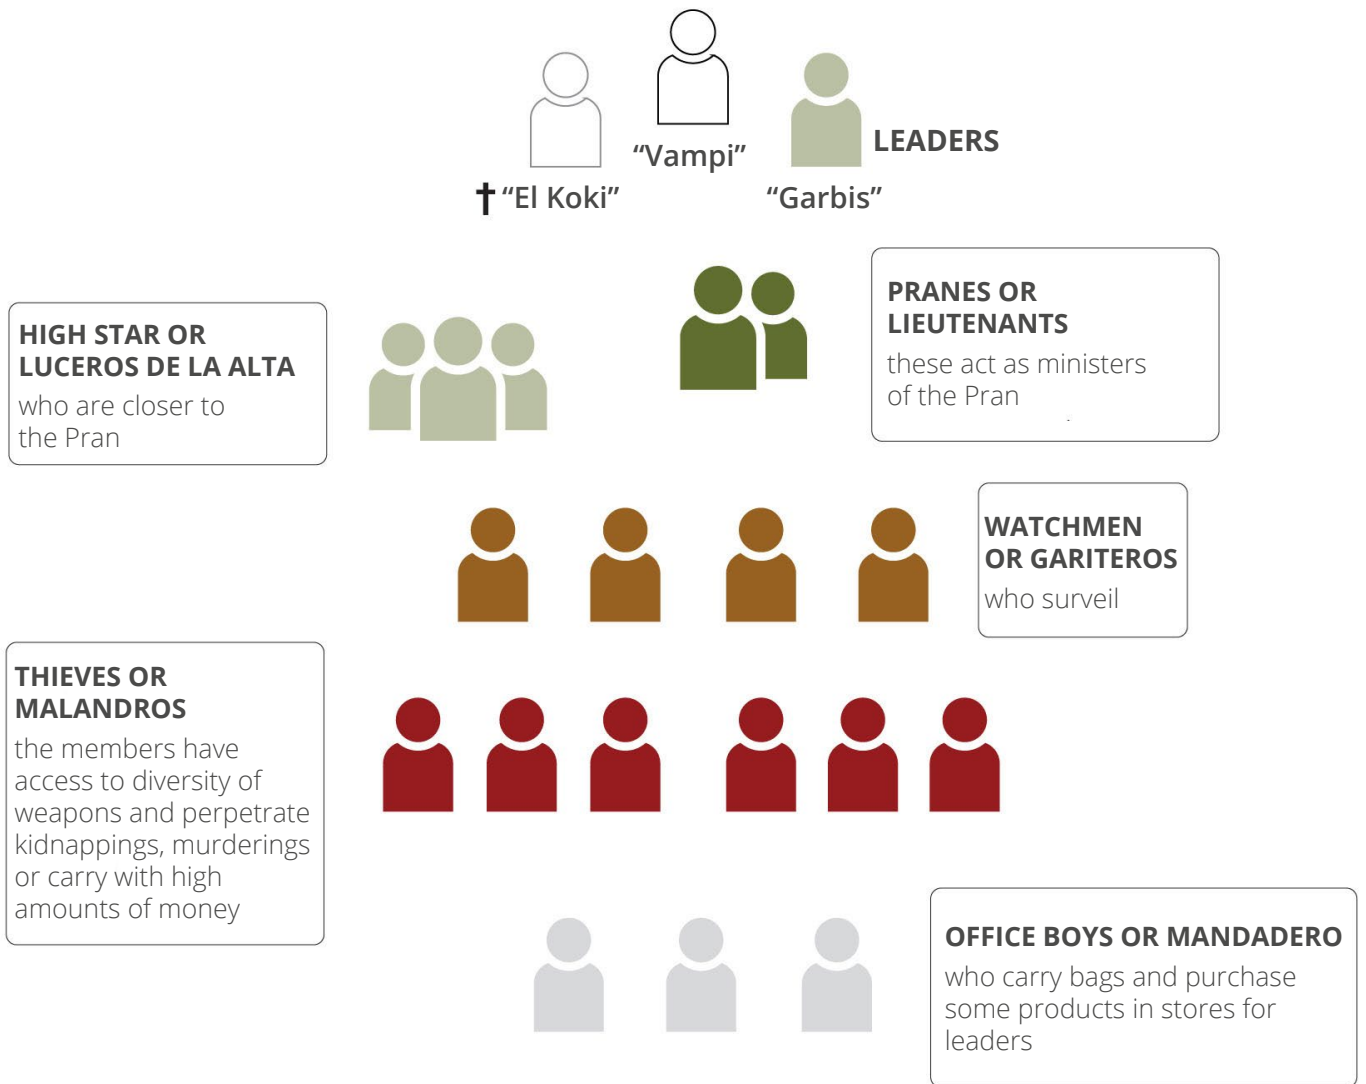 “Vampi”
LEADERS
† “El Koki”
“Garbis”
PRANES OR
LIEUTENANTS
these act as ministers
of the Pran
.
HIGH STAR OR
LUCEROS DE LA ALTA
who are closer to
the Pran
WATCHMEN
OR GARITEROS
who surveil
THIEVES OR
MALANDROS
the members have
access to diversity of
weapons and perpetrate
kidnappings, murderings
or carry with high
amounts of money
OFFICE BOYS OR MANDADERO
who carry bags and purchase
some products in stores for
leaders